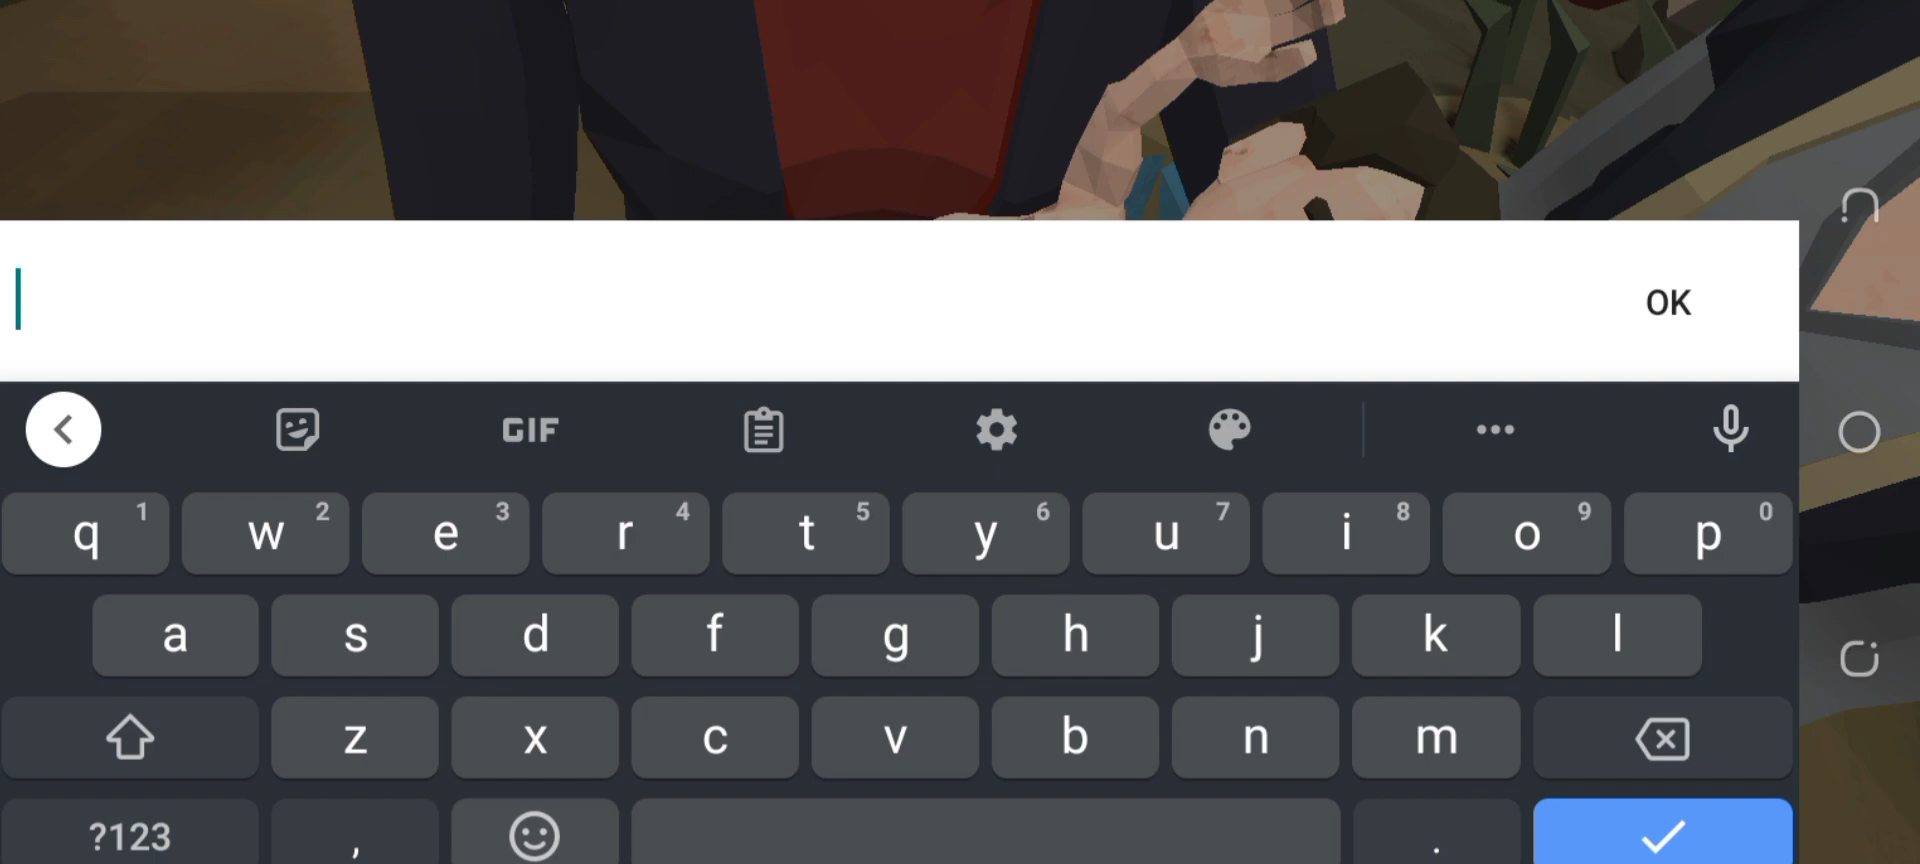 OK
GIF
q 1 w 2 e 3 r 4 t 5 y 6 u 7 i 8 o 9 p 0
a s d f g h j k l
z x c v b n m
?123 , .